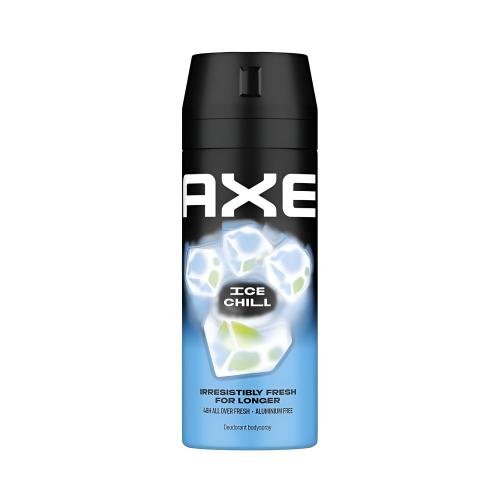 AXE
ICE
CHILL
IRRESISTIBLY FRESH
FOR LONGER
48H ALL OVER FRESH • ALUMINIUM FREE
Deodorant bodyspray